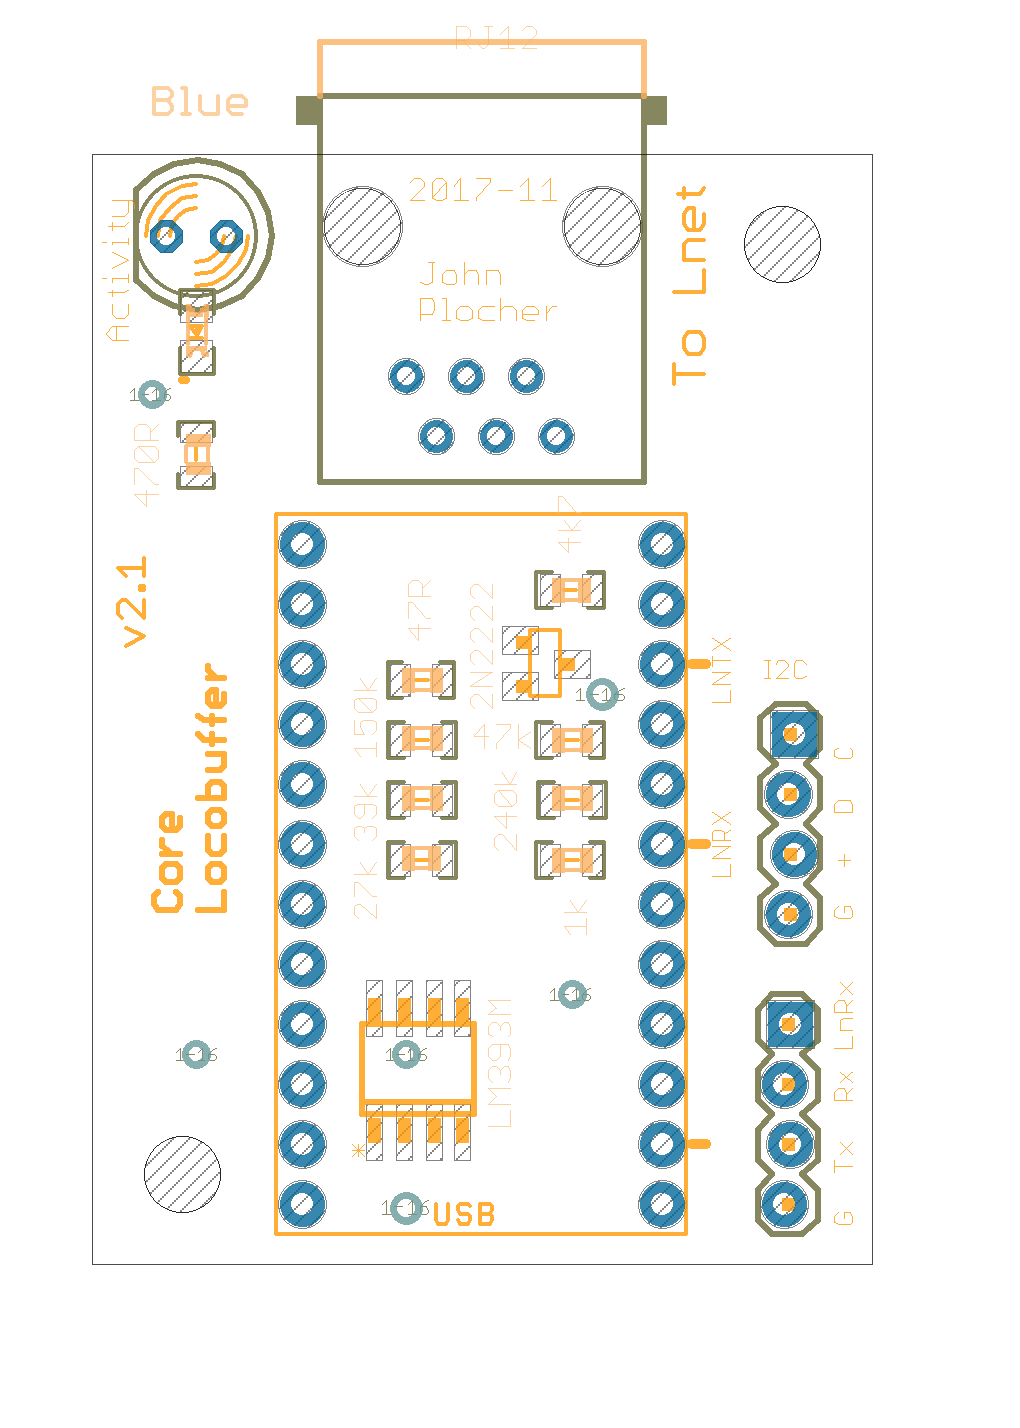 RJ12
Blue
2017-11
Activity
John
Plocher
To Lnet
1-16
470R
4k7
v2.1
47R
2N2222
LNTX
I2C
1-16
150k
47k
C
Core
Locobuffer
39k
240k
D
LNRX
+
27k
1k
G
1-16
LnRx
LM393M
1-16
1-16
Rx
*
Tx
1-16
USB
G